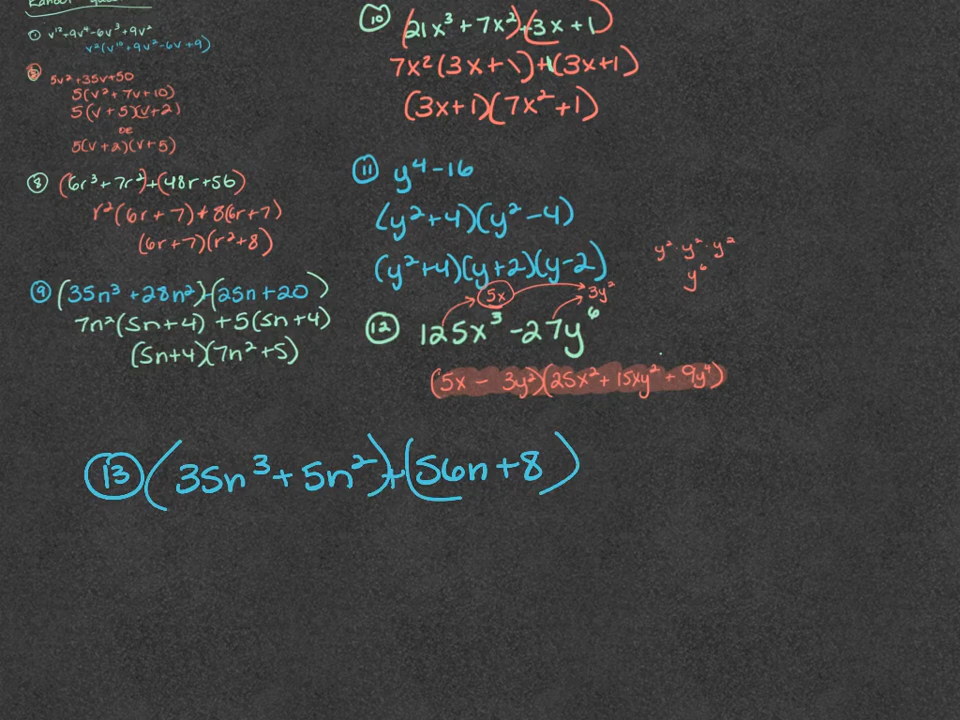 ① v¹²+9v⁴-6v³+9v²
v²(v¹⁰+9v²-6v+9)
5v²+35v+50
5(v²+7v+10)
5(v+5)(v+2)
OR
5(v+2)(v+5)
⑧ (6r³+7r²)+(48r+56)
r²(6r+7)+8(6r+7)
(6r+7)(r²+8)
⑨ (35n³+28n²)+(25n+20)
7n²(5n+4)+5(5n+4)
(5n+4)(7n²+5)
⑩ (21x³+7x²)+(3x+1)
7x²(3x+1)+1(3x+1)
(3x+1)(7x²+1)
⑪ y⁴-16
(y²+4)(y²-4)
(y²+4)(y+2)(y-2)
y²·y²·y²
y⁶
5x 3y²
⑫ 125x³-27y⁶
(5x-3y²)(25x²+15xy²+9y⁴)
⑬ (35n³+5n²)+(56n+8)